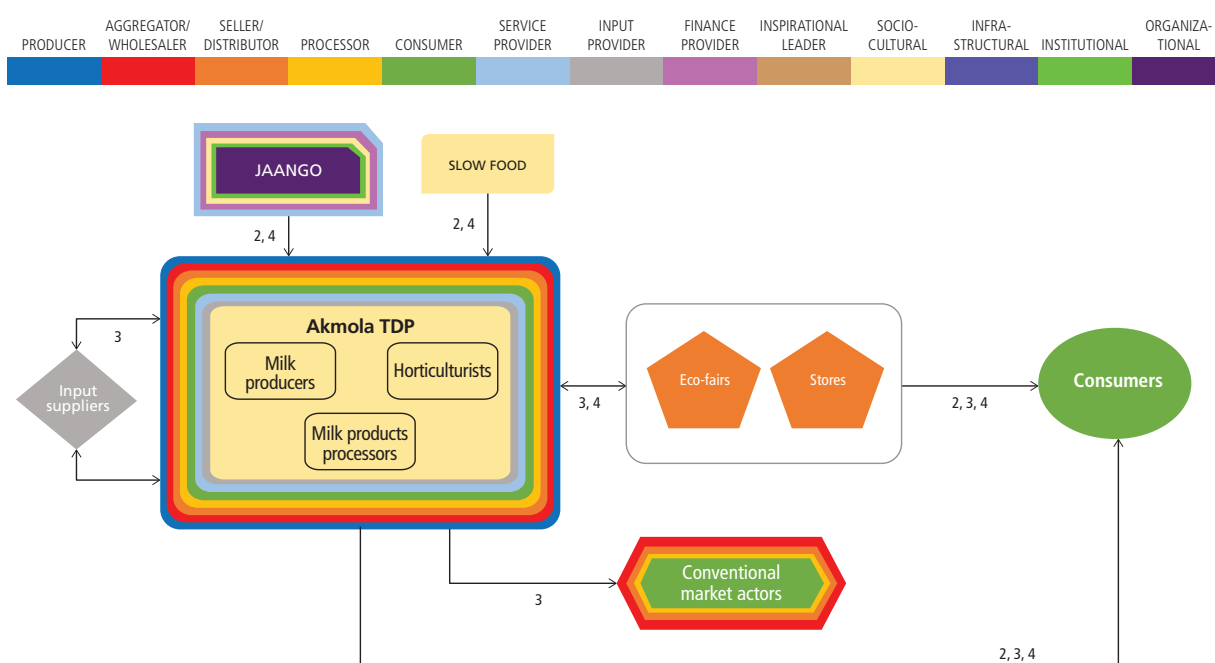 PRODUCER
AGGREGATOR/
WHOLESALER
SELLER/
DISTRIBUTOR
PROCESSOR
CONSUMER
SERVICE
PROVIDER
INPUT
PROVIDER
FINANCE
PROVIDER
INSPIRATIONAL
LEADER
SOCIO-
CULTURAL
INFRA-
STRUCTURAL
INSTITUTIONAL
ORGANIZA-
TIONAL
JAANGO
SLOW FOOD
2, 4
2, 4
Akmola TDP
Milk
producers
Horticulturists
Milk products
processors
3
Input
suppliers
3, 4
Eco-fairs
Stores
2, 3, 4
Consumers
Conventional
market actors
3
2, 3, 4